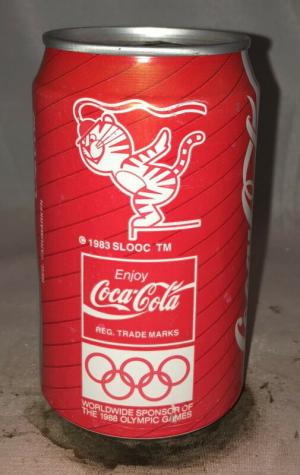 © 1983 SLOOC TM
Enjoy
Coca-Cola
REG. TRADE MARKS
WORLDWIDE SPONSOR OF
THE 1988 OLYMPIC GAMES